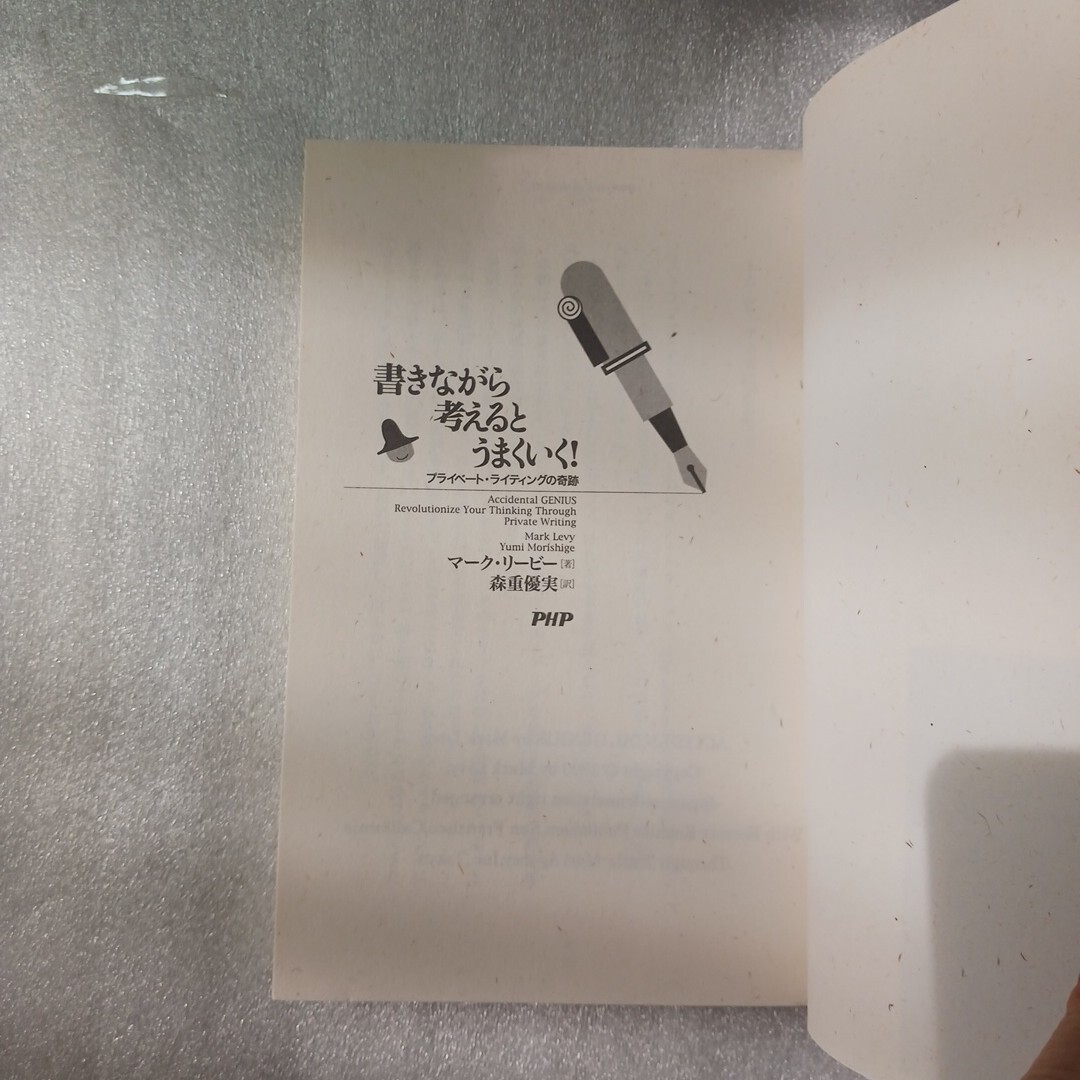 書きながら
考えると
うまくいく!
プライベート・ライティングの奇跡
Accidental GENIUS
Revolutionize Your Thinking Through
Private Writing
Mark Levy
Yumi Morishige
マーク・リービー[著]
森重優実[訳]
PHP